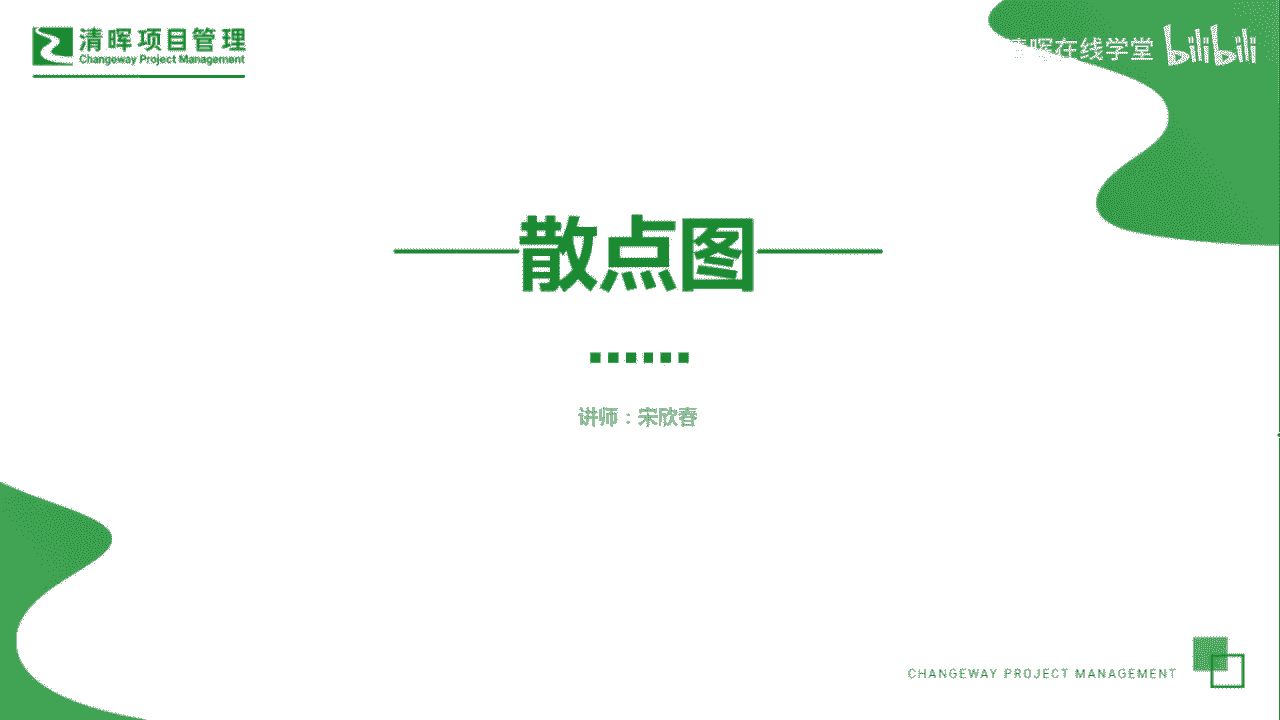 清晖项目管理
Changeway Project Management
清晖在线学堂 bilibili
散点图
讲师：宋欣春
CHANGEWAY PROJECT MANAGEMENT